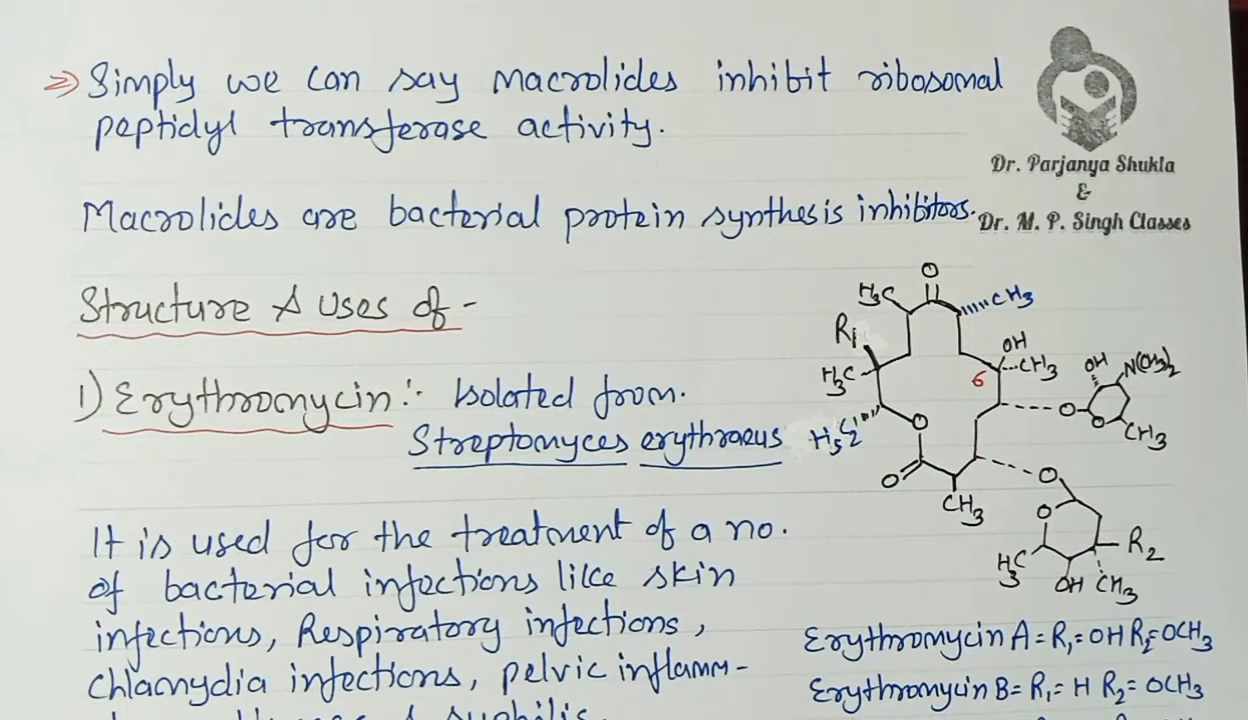 => Simply we can say Macrolides inhibit ribosomal
peptidyl transferase activity.
Dr. Parjanya Shukla
&
Dr. M. P. Singh Classes
Macrolides are bacterial protein synthesis inhibitors.
Structure & Uses of -
1) Erythromycin :- Isolated from.
Streptomyces erythraeus
O
H3C
CH3
R1
OH
H3C
CH3
6
OH
N(CH3)2
O
O
CH3
H5C2
O
O
CH3
O
O
R2
H3C
OH
CH3
It is used for the treatment of a no.
of bacterial infections like skin
infections, Respiratory infections,
chlamydia infections, pelvic inflamm-
Erythromycin A = R1 = OH R2 = OCH3
Erythromycin B = R1 = H R2 = OCH3
syphilis.